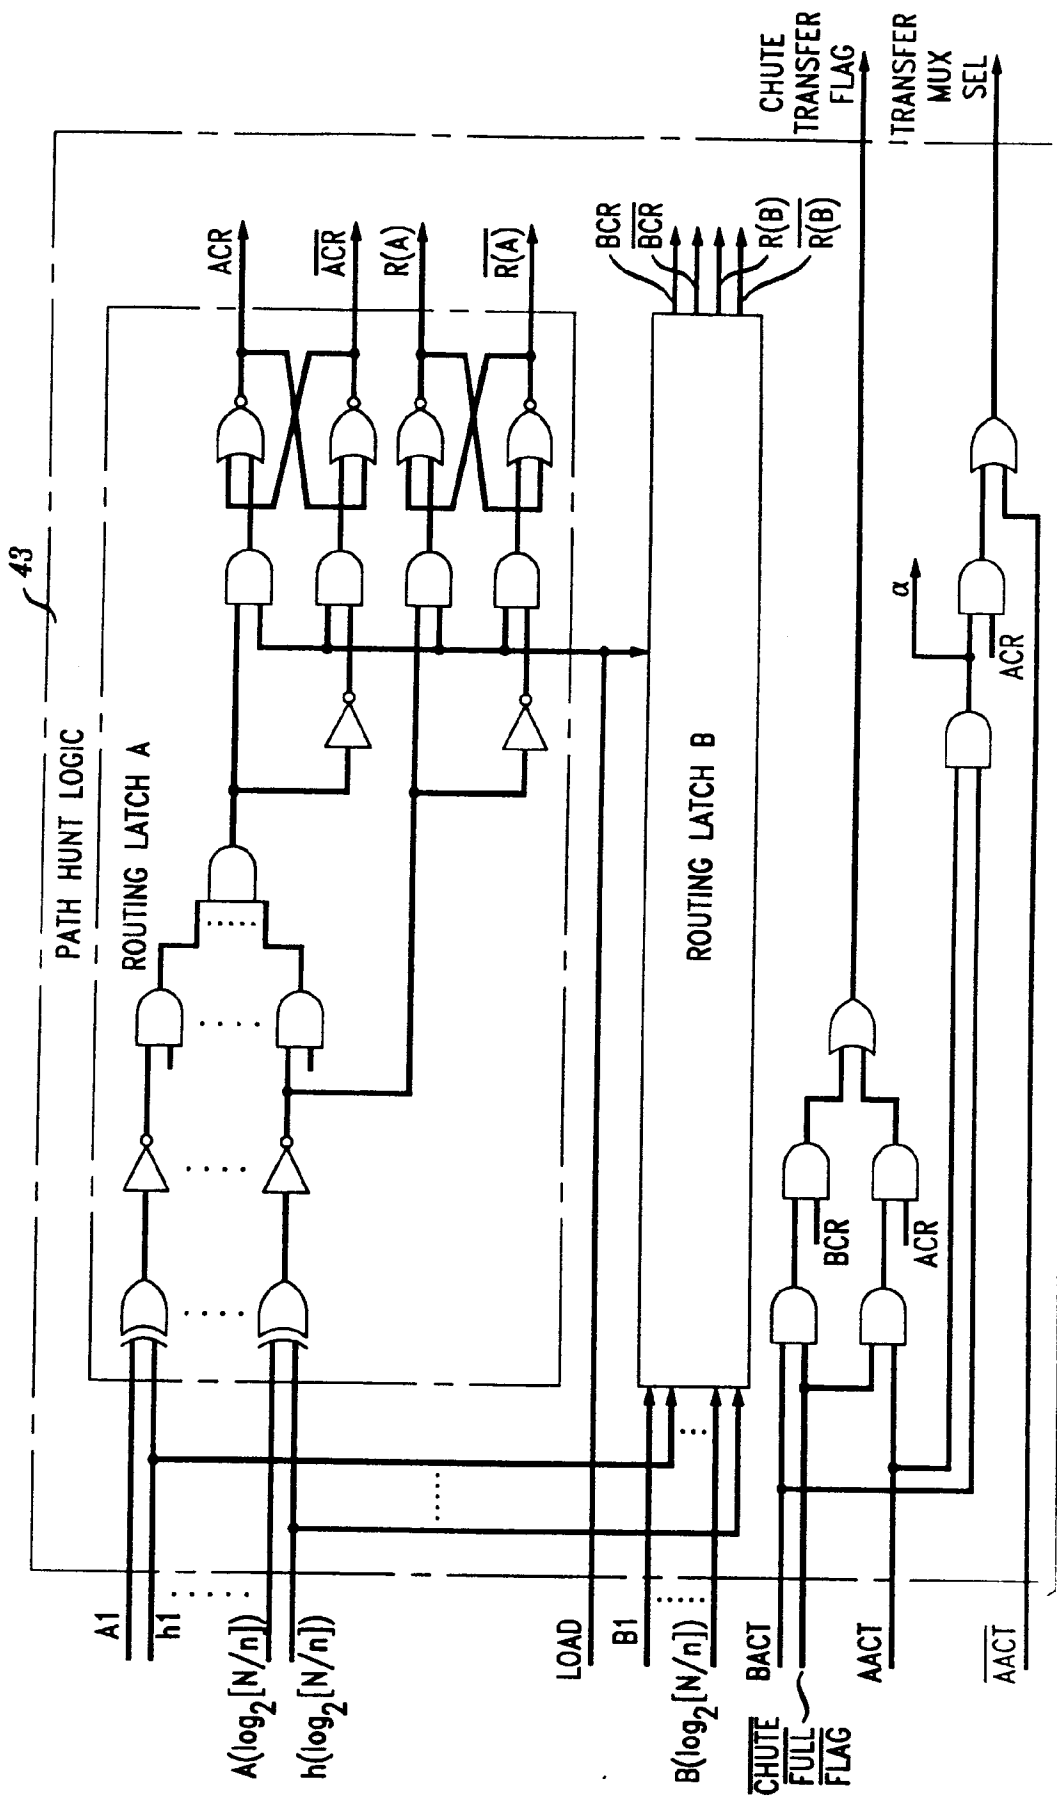 43
PATH HUNT LOGIC
ROUTING LATCH A
A1
h1
A(log2[N/n])
h(log2[N/n])
ACR
ACR
R(A)
R(A)
LOAD
B1
B(log2[N/n])
ROUTING LATCH B
BCR
BCR
R(B)
R(B)
BACT
CHUTE
FULL
FLAG
AACT
AACT
BCR
ACR
α
ACR
CHUTE
TRANSFER
FLAG
TRANSFER
MUX
SEL